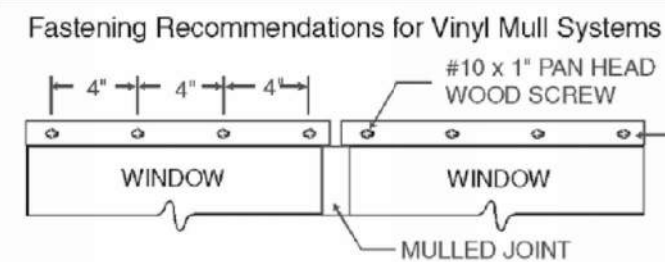 Fastening Recommendations for Vinyl Mull Systems
4" 4" 4"
#10 x 1" PAN HEAD
WOOD SCREW
WINDOW WINDOW
MULLED JOINT